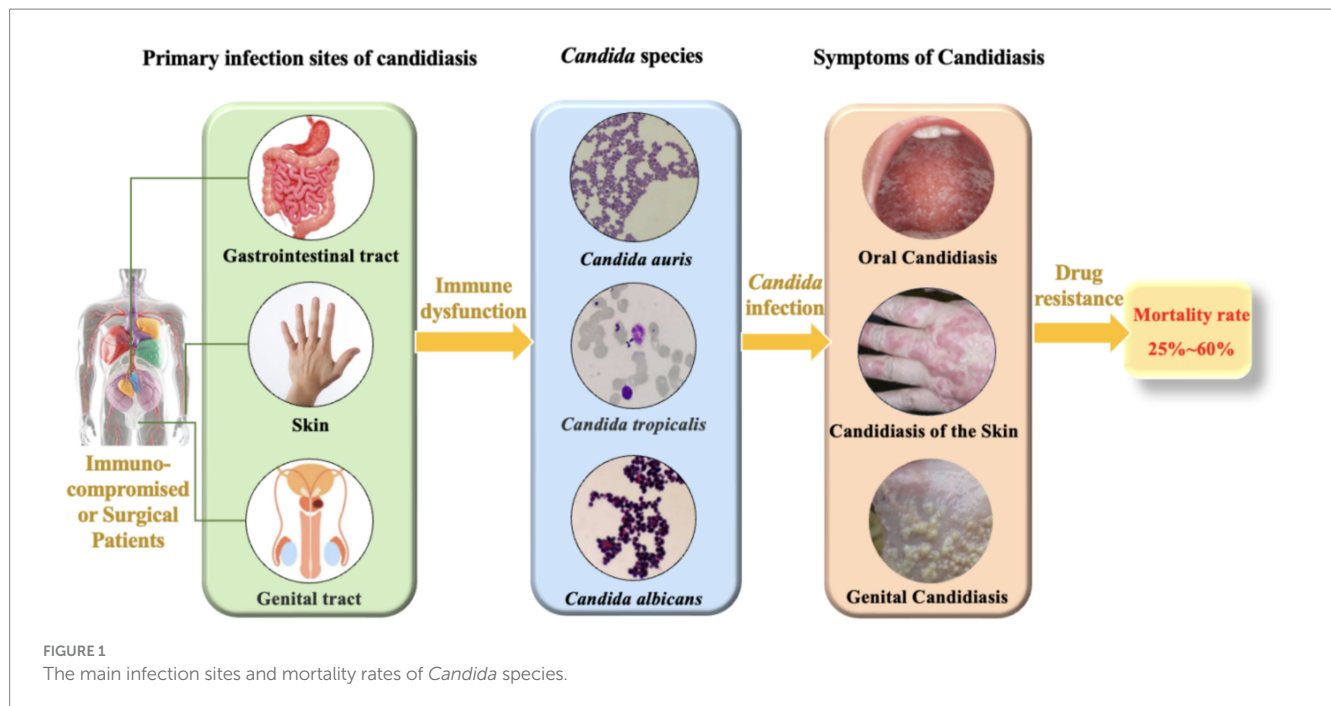 Primary infection sites of candidiasis
Candida species
Symptoms of Candidiasis
Immuno-
compromised
or Surgical
Patients
Gastrointestinal tract
Skin
Genital tract
Immune
dysfunction
Candida auris
Candida tropicalis
Candida albicans
Candida
infection
Oral Candidiasis
Candidiasis of the Skin
Genital Candidiasis
Drug
resistance
Mortality rate
25%~60%
FIGURE 1
The main infection sites and mortality rates of Candida species.